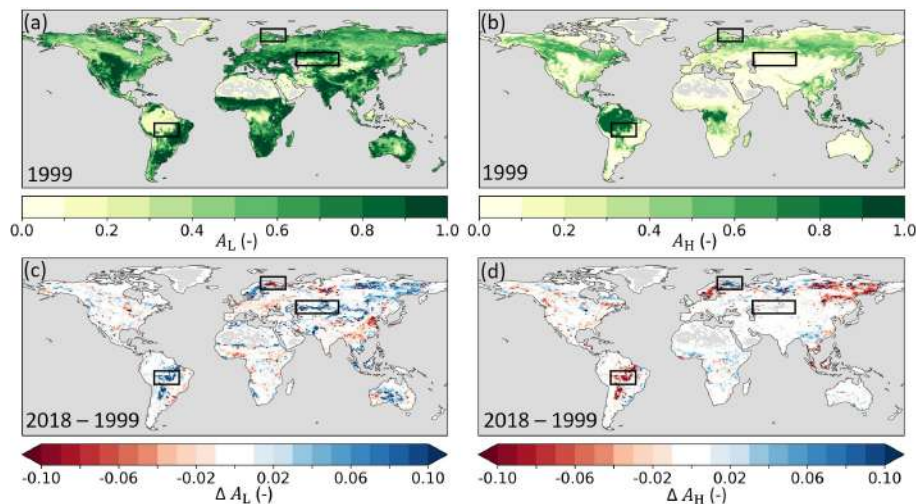 (a)
(b)
1999
1999
0.0 0.2 0.4 0.6 0.8 1.0
0.0 0.2 0.4 0.6 0.8 1.0
A_L (-)
A_H (-)
(c)
(d)
2018 – 1999
2018 – 1999
-0.10 -0.06 -0.02 0.02 0.06 0.10
-0.10 -0.06 -0.02 0.02 0.06 0.10
Δ A_L (-)
Δ A_H (-)